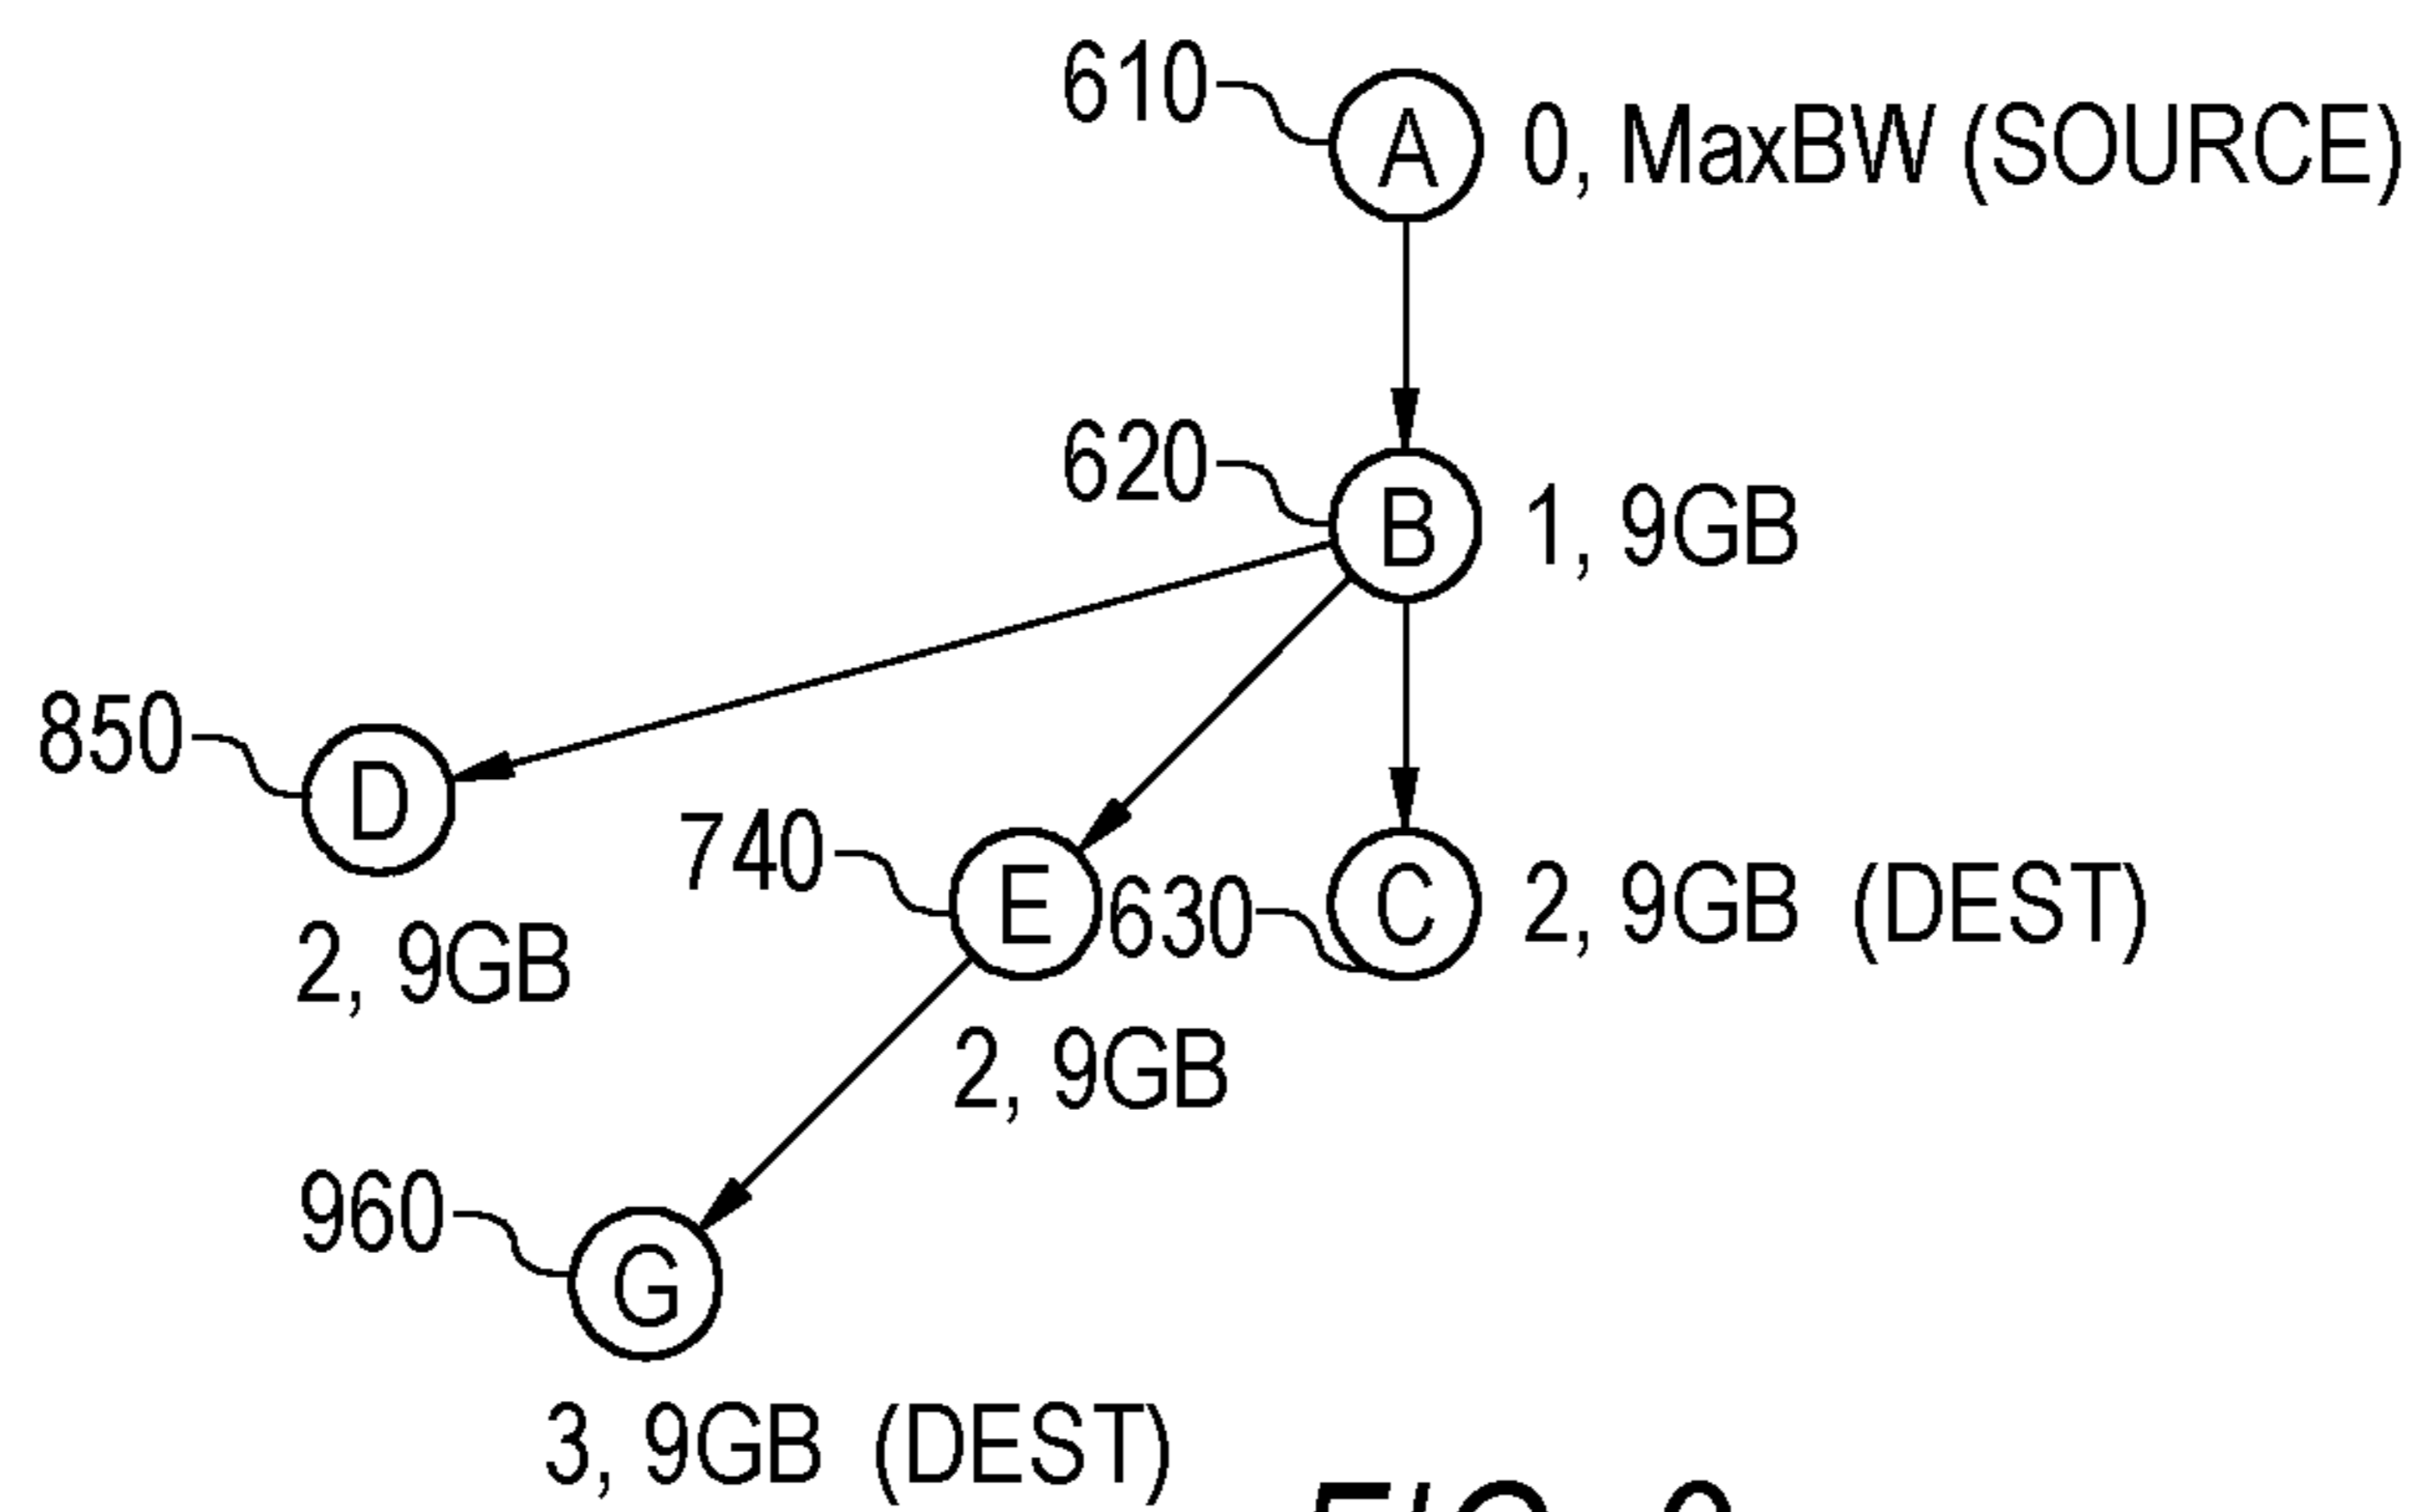 610 A 0, MaxBW (SOURCE)
620 B 1, 9GB
850 D
2, 9GB
740 E
2, 9GB
630 C 2, 9GB (DEST)
960 G
3, 9GB (DEST)